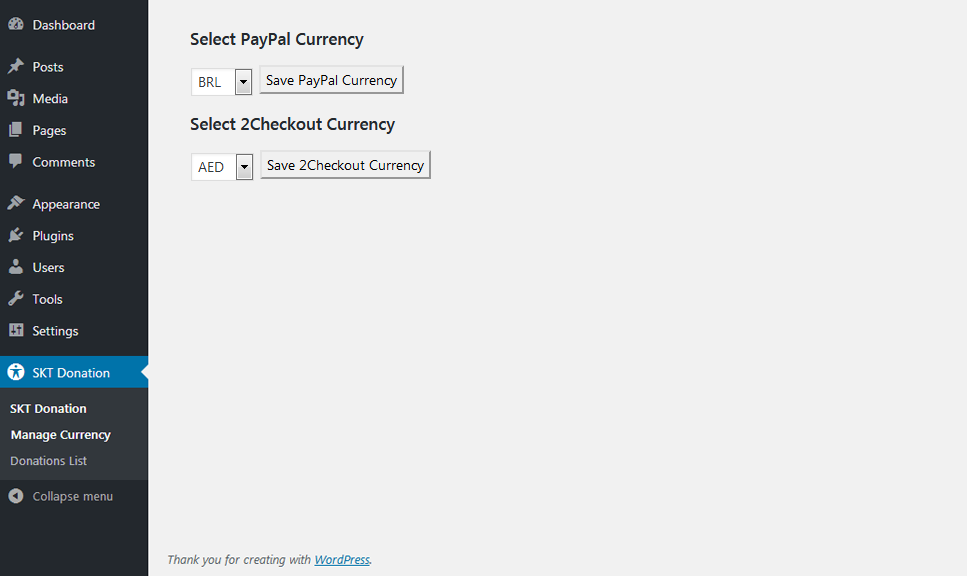 Dashboard
Posts
Media
Pages
Comments
Appearance
Plugins
Users
Tools
Settings
SKT Donation
SKT Donation
Manage Currency
Donations List
Collapse menu
Select PayPal Currency
BRL Save PayPal Currency
Select 2Checkout Currency
AED Save 2Checkout Currency
Thank you for creating with WordPress.